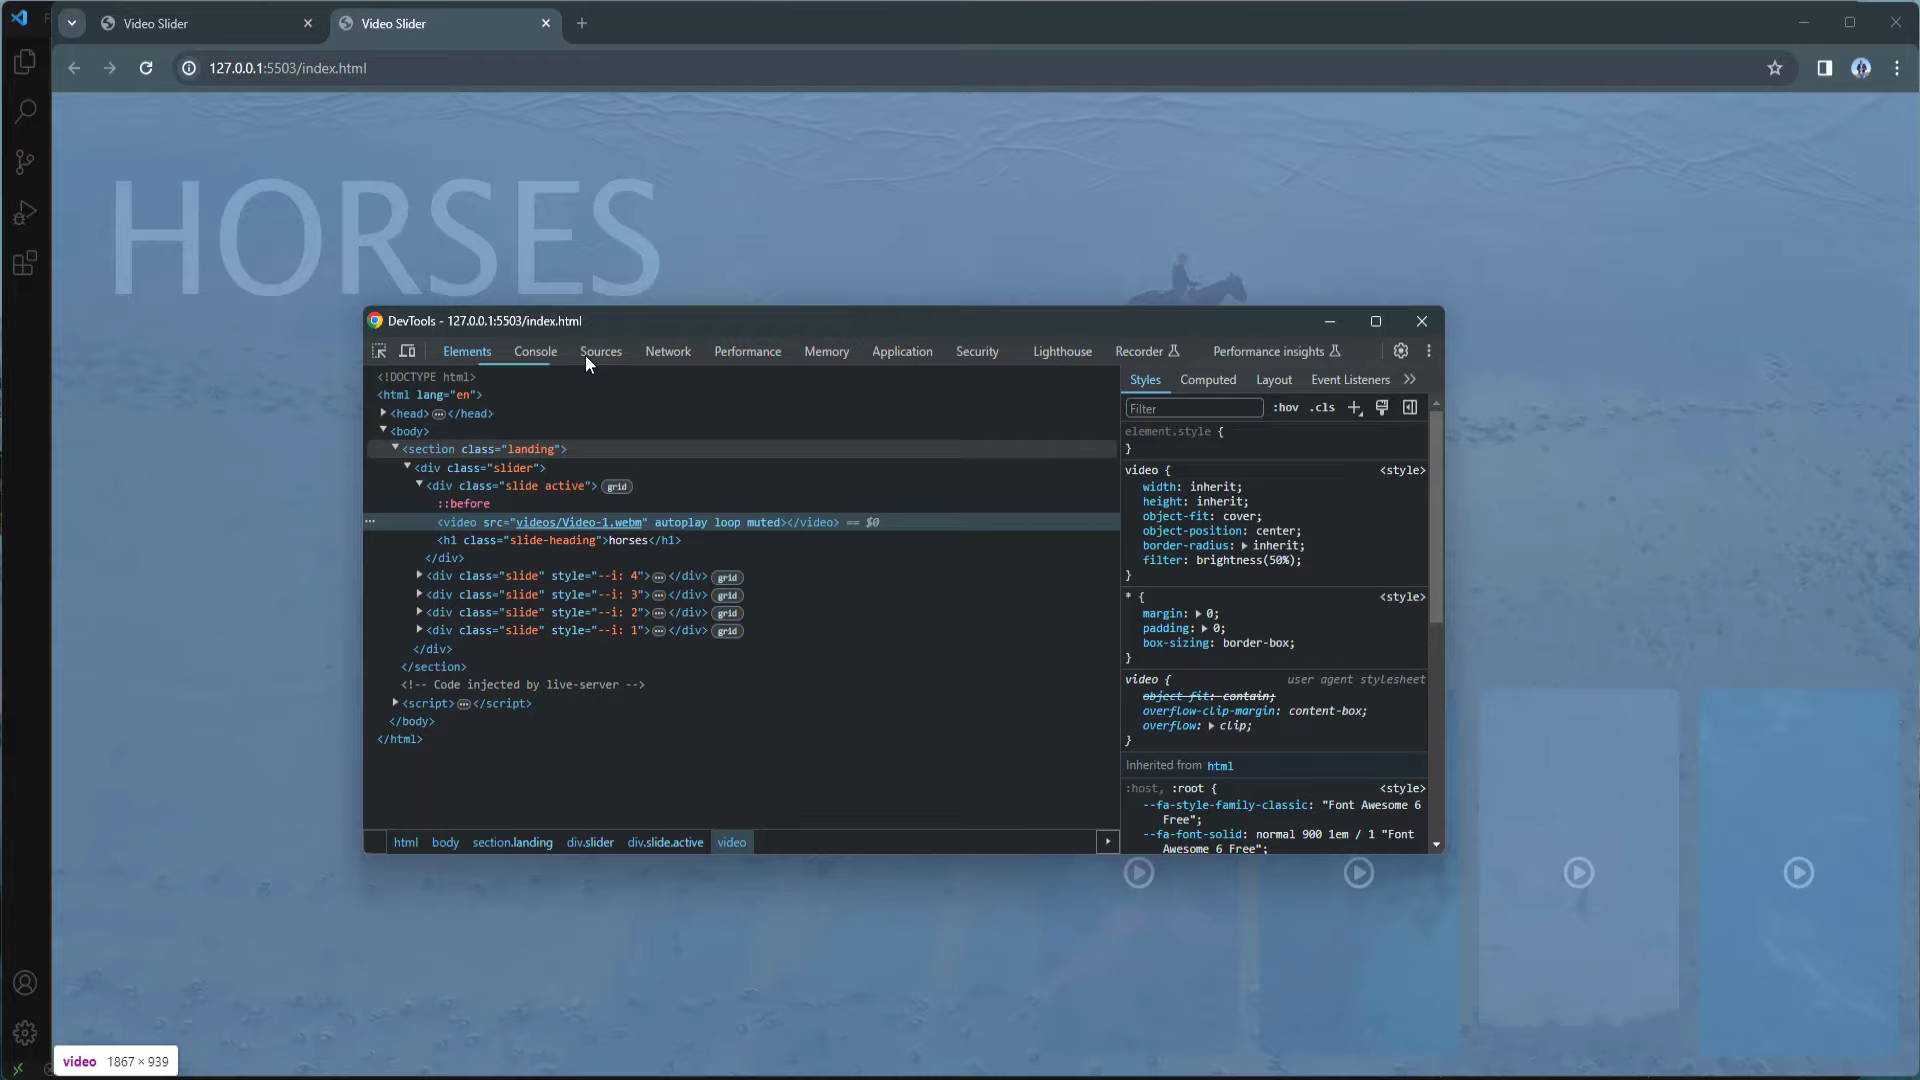 Video Slider
Video Slider
127.0.0.1:5503/index.html
HORSES
DevTools - 127.0.0.1:5503/index.html
Elements Console Sources Network Performance Memory Application Security Lighthouse Recorder Performance insights
<!DOCTYPE html>
<html lang="en">
<head> ⋯ </head>
<body>
<section class="landing">
<div class="slider">
<div class="slide active"> grid
::before
<video src="videos/Video-1.webm" autoplay loop muted></video> == $0
<h1 class="slide-heading">horses</h1>
</div>
<div class="slide" style="--i: 4"> ⋯ </div> grid
<div class="slide" style="--i: 3"> ⋯ </div> grid
<div class="slide" style="--i: 2"> ⋯ </div> grid
<div class="slide" style="--i: 1"> ⋯ </div> grid
</div>
</section>
<!-- Code injected by live-server -->
<script> ⋯ </script>
</body>
</html>
html body section.landing div.slider div.slide.active video
Styles Computed Layout Event Listeners
Filter :hov .cls
element.style {
}
video { <style>
width: inherit;
height: inherit;
object-fit: cover;
object-position: center;
border-radius: inherit;
filter: brightness(50%);
}
* { <style>
margin: 0;
padding: 0;
box-sizing: border-box;
}
video { user agent stylesheet
object-fit: contain;
overflow-clip-margin: content-box;
overflow: clip;
}
Inherited from html
:host, :root { <style>
--fa-style-family-classic: "Font Awesome 6
Free";
--fa-font-solid: normal 900 1em / 1 "Font
Awesome 6 Free";
video 1867 × 939